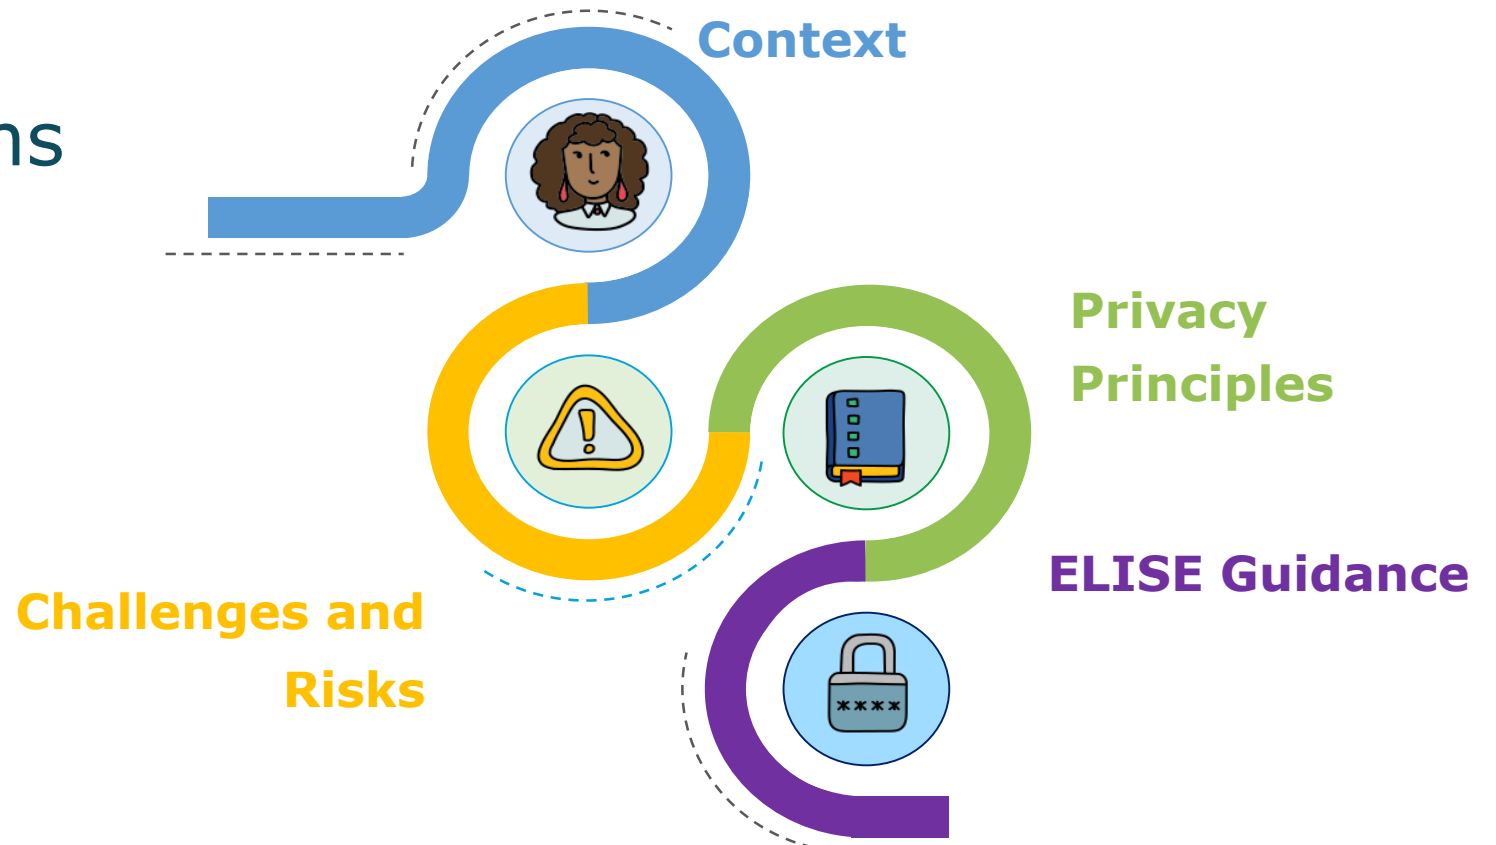 Context
ns
Privacy
Principles
ELISE Guidance
Challenges and
Risks
****